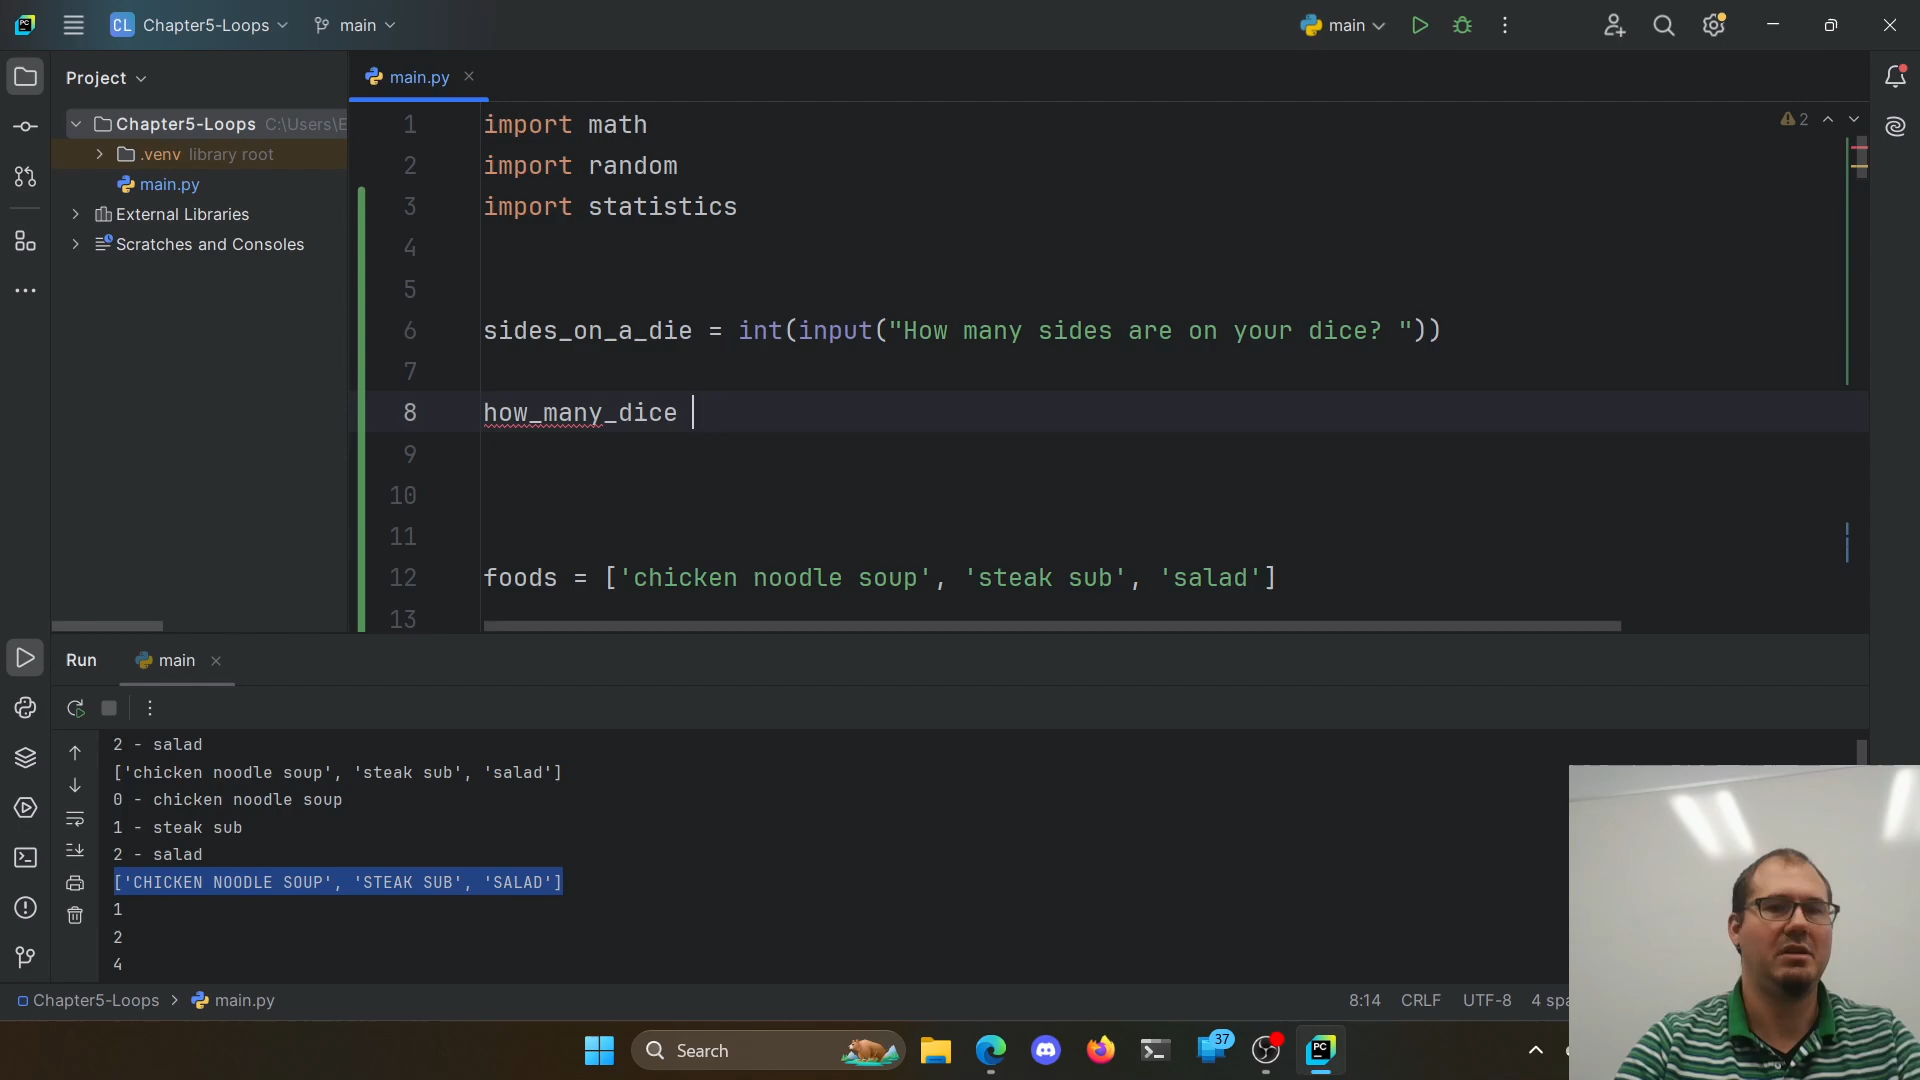 PC
CL Chapter5-Loops
main
main
Project
main.py
Chapter5-Loops C:\Users\E
.venv library root
main.py
External Libraries
Scratches and Consoles
2
1 import math
2 import random
3 import statistics
4
5
6 sides_on_a_die = int(input("How many sides are on your dice? "))
7
8 how_many_dice
9
10
11
12 foods = ['chicken noodle soup', 'steak sub', 'salad']
13
Run
main
2 - salad
['chicken noodle soup', 'steak sub', 'salad']
0 - chicken noodle soup
1 - steak sub
2 - salad
['CHICKEN NOODLE SOUP', 'STEAK SUB', 'SALAD']
1
2
4
Chapter5-Loops > main.py
8:14 CRLF UTF-8 4 spa
Search
37
PC